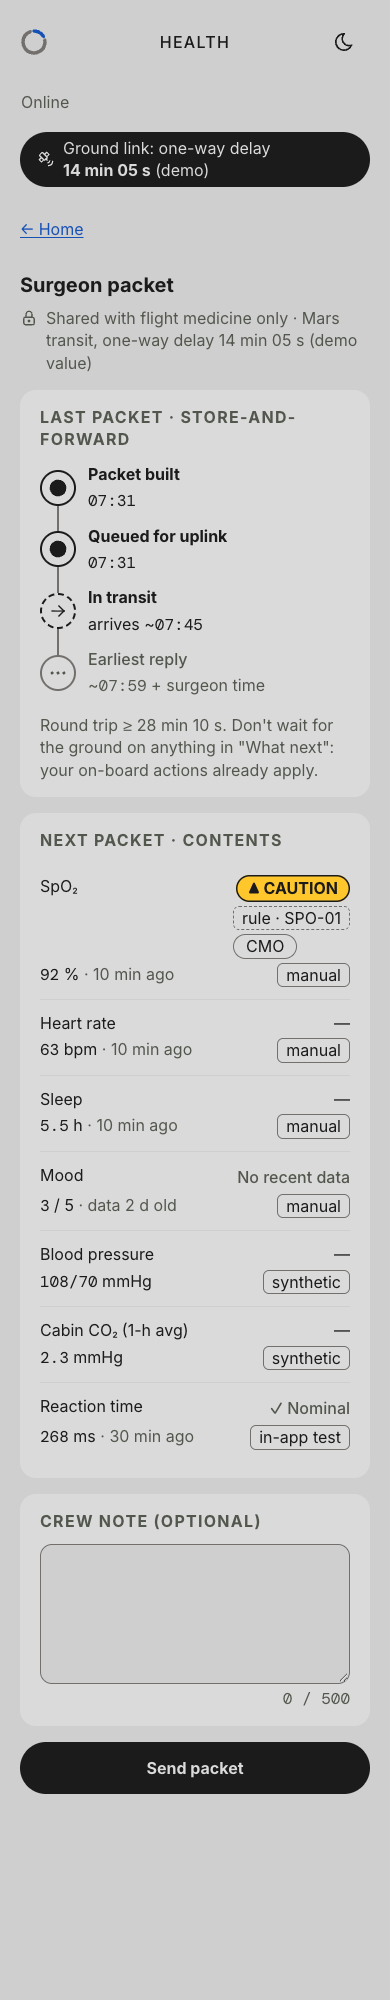 HEALTH
Online
Ground link: one-way delay
14 min 05 s (demo)
← Home
Surgeon packet
Shared with flight medicine only · Mars
transit, one-way delay 14 min 05 s (demo
value)
LAST PACKET · STORE-AND-
FORWARD
Packet built
07:31
Queued for uplink
07:31
In transit
arrives ~07:45
Earliest reply
~07:59 + surgeon time
Round trip ≥ 28 min 10 s. Don't wait for
the ground on anything in "What next":
your on-board actions already apply.
NEXT PACKET · CONTENTS
SpO₂
CAUTION
rule · SPO-01
CMO
92 % · 10 min ago
manual
Heart rate
—
63 bpm · 10 min ago
manual
Sleep
—
5.5 h · 10 min ago
manual
Mood
No recent data
3 / 5 · data 2 d old
manual
Blood pressure
—
108/70 mmHg
synthetic
Cabin CO₂ (1-h avg)
—
2.3 mmHg
synthetic
Reaction time
✓ Nominal
268 ms · 30 min ago
in-app test
CREW NOTE (OPTIONAL)
0 / 500
Send packet